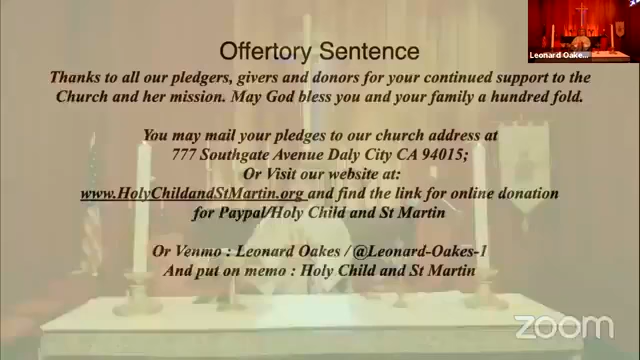 Offertory Sentence
Thanks to all our pledgers, givers and donors for your continued support to the
Church and her mission. May God bless you and your family a hundred fold.
You may mail your pledges to our church address at
777 Southgate Avenue Daly City CA 94015;
Or Visit our website at:
www.HolyChildandStMartin.org and find the link for online donation
for Paypal/Holy Child and St Martin
Or Venmo : Leonard Oakes / @Leonard-Oakes-1
And put on memo : Holy Child and St Martin
Leonard Oake...
zoom